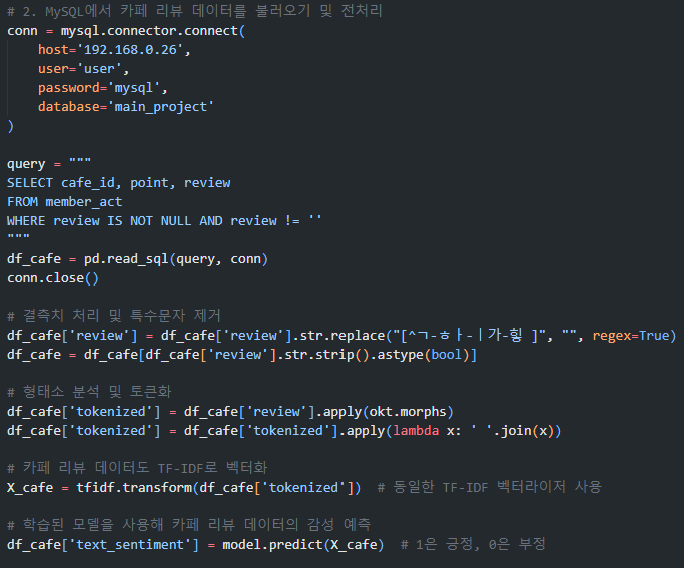 # 2. MySQL에서 카페 리뷰 데이터를 불러오기 및 전처리
conn = mysql.connector.connect(
    host='192.168.0.26',
    user='user',
    password='mysql',
    database='main_project'
)
query = """
SELECT cafe_id, point, review
FROM member_act
WHERE review IS NOT NULL AND review != ''
"""
df_cafe = pd.read_sql(query, conn)
conn.close()
# 결측치 처리 및 특수문자 제거
df_cafe['review'] = df_cafe['review'].str.replace("[^ㄱ-ㅎㅏ-ㅣ가-힣 ]", "", regex=True)
df_cafe = df_cafe[df_cafe['review'].str.strip().astype(bool)]
# 형태소 분석 및 토큰화
df_cafe['tokenized'] = df_cafe['review'].apply(okt.morphs)
df_cafe['tokenized'] = df_cafe['tokenized'].apply(lambda x: ' '.join(x))
# 카페 리뷰 데이터도 TF-IDF로 벡터화
X_cafe = tfidf.transform(df_cafe['tokenized'])  # 동일한 TF-IDF 벡터라이저 사용
# 학습된 모델을 사용해 카페 리뷰 데이터의 감성 예측
df_cafe['text_sentiment'] = model.predict(X_cafe)  # 1은 긍정, 0은 부정